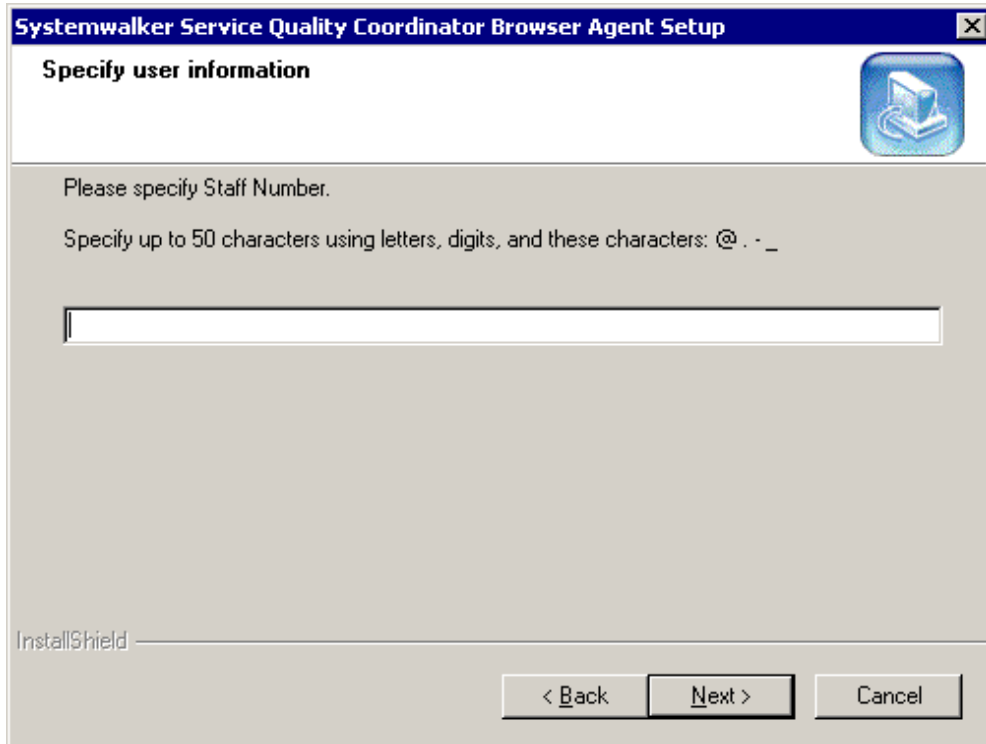 Systemwalker Service Quality Coordinator Browser Agent Setup
Specify user information
Please specify Staff Number.
Specify up to 50 characters using letters, digits, and these characters: @ . - _
InstallShield
< Back
Next >
Cancel